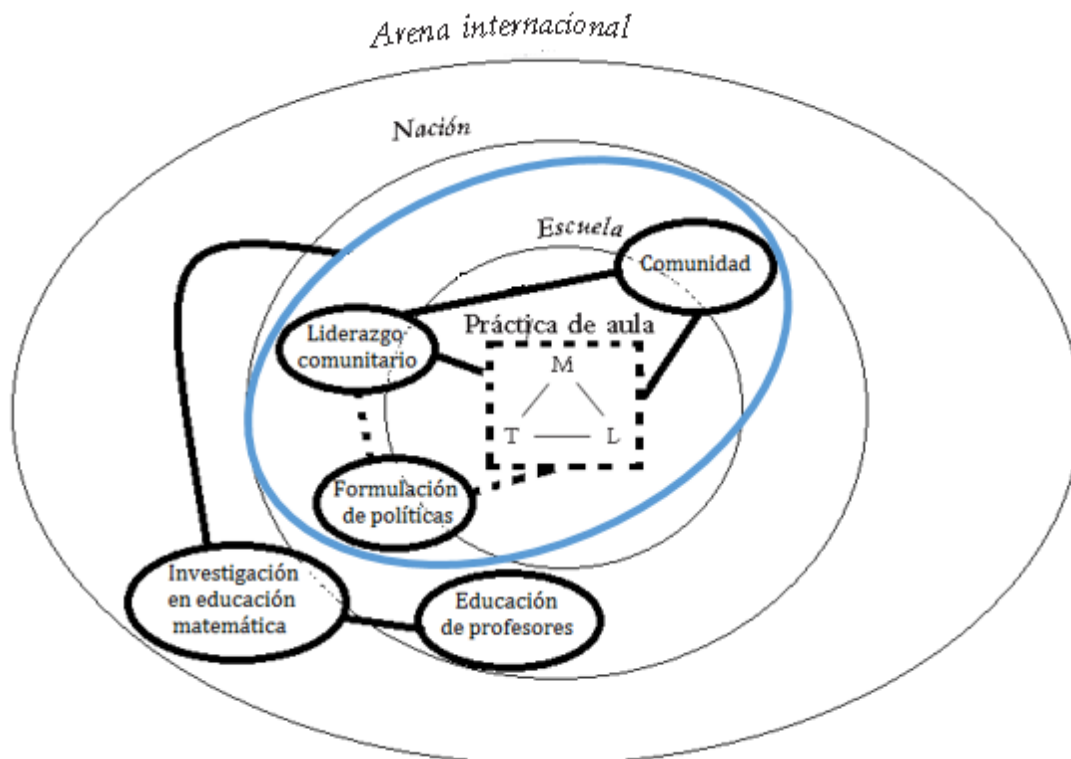 Arena internacional
Nación
Escuela
Comunidad
Práctica de aula
Liderazgo
comunitario
M
T
L
Formulación
de políticas
Investigación
en educación
matemática
Educación
de profesores